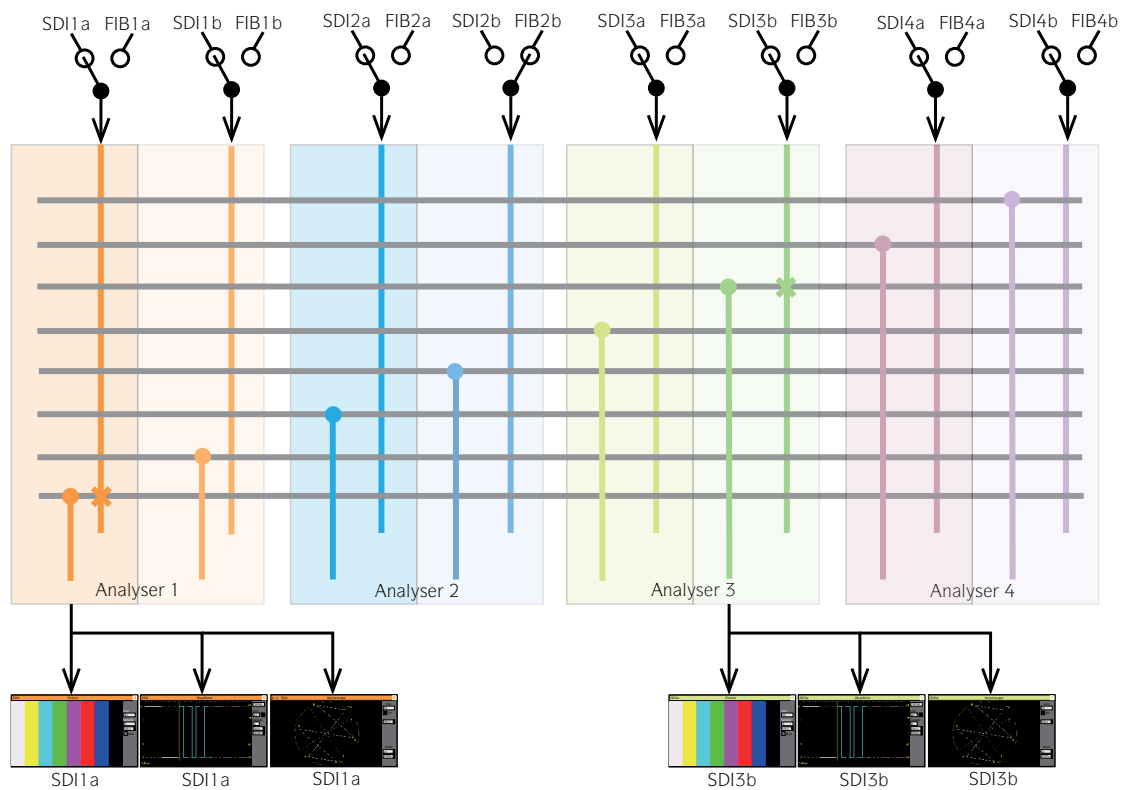 SDI1a FIB1a SDI1b FIB1b SDI2a FIB2a SDI2b FIB2b SDI3a FIB3a SDI3b FIB3b SDI4a FIB4a SDI4b FIB4b
Analyser 1 Analyser 2 Analyser 3 Analyser 4
SDI1a SDI1a SDI1a SDI3b SDI3b SDI3b